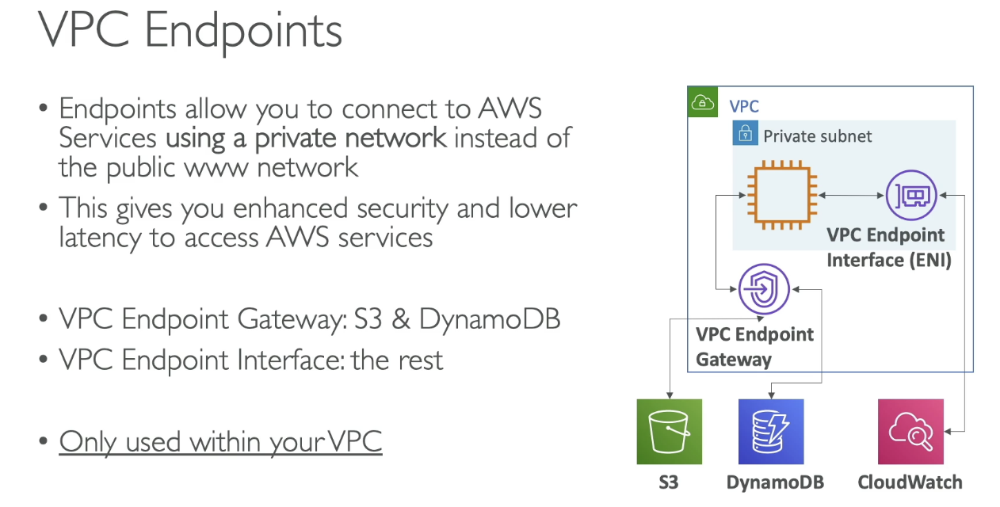 VPC Endpoints
• Endpoints allow you to connect to AWS
Services using a private network instead of
the public www network
• This gives you enhanced security and lower
latency to access AWS services
• VPC Endpoint Gateway: S3 & DynamoDB
• VPC Endpoint Interface: the rest
• Only used within your VPC
VPC
Private subnet
VPC Endpoint
Interface (ENI)
VPC Endpoint
Gateway
S3
DynamoDB
CloudWatch